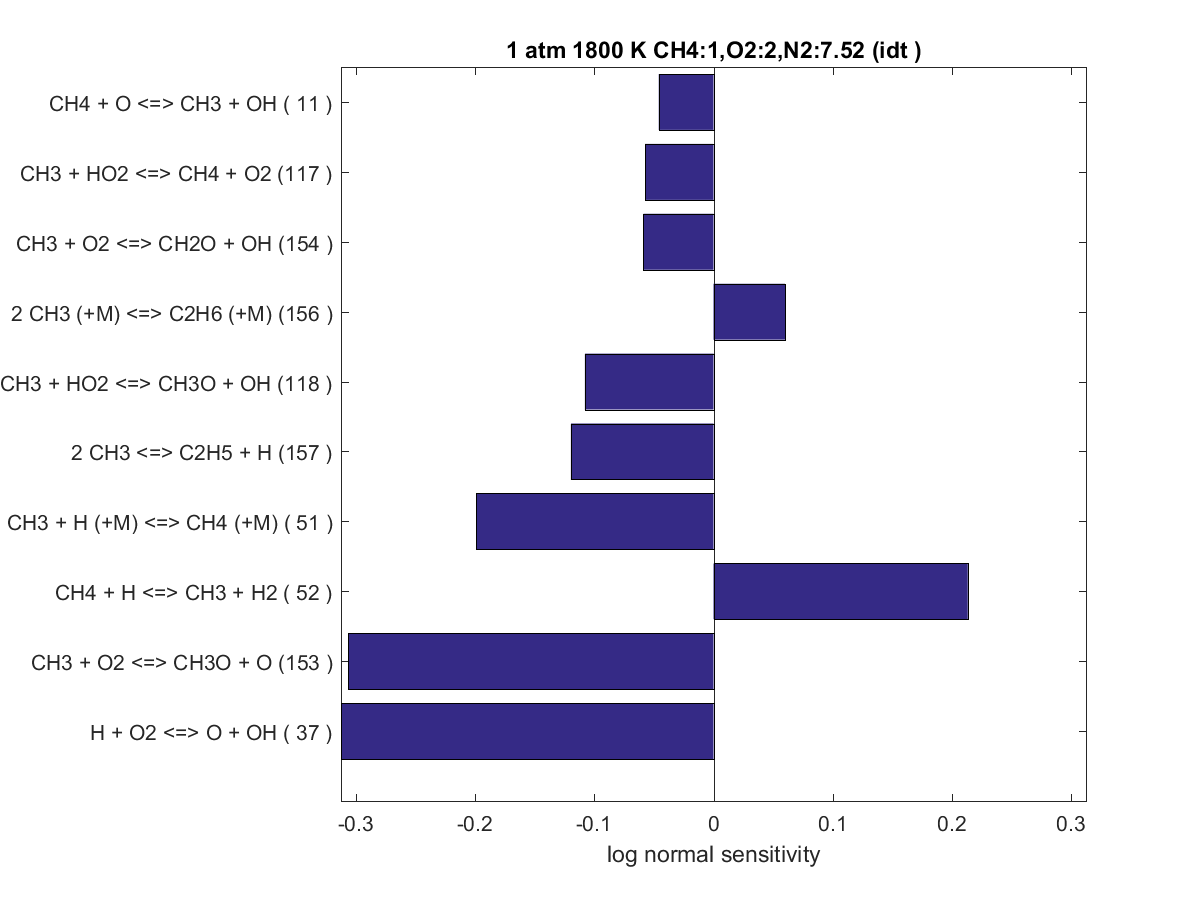 1 atm 1800 K CH4:1,O2:2,N2:7.52 (idt )
CH4 + O <=> CH3 + OH ( 11 )
CH3 + HO2 <=> CH4 + O2 (117 )
CH3 + O2 <=> CH2O + OH (154 )
2 CH3 (+M) <=> C2H6 (+M) (156 )
CH3 + HO2 <=> CH3O + OH (118 )
2 CH3 <=> C2H5 + H (157 )
CH3 + H (+M) <=> CH4 (+M) ( 51 )
CH4 + H <=> CH3 + H2 ( 52 )
CH3 + O2 <=> CH3O + O (153 )
H + O2 <=> O + OH ( 37 )
-0.3 -0.2 -0.1 0 0.1 0.2 0.3
log normal sensitivity